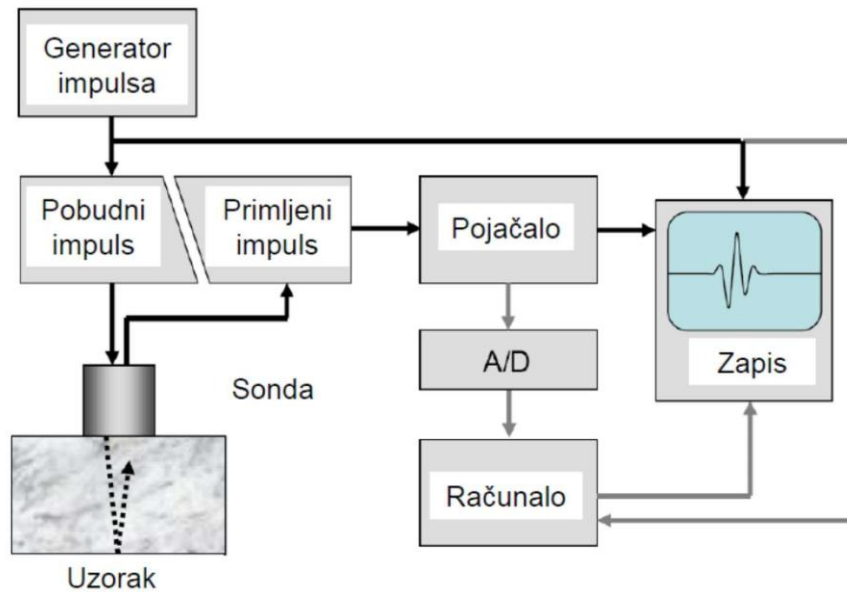 Generator
impulsa
Pobudni
impuls
Primljeni
impuls
Pojačalo
Sonda
A/D
Zapis
Računalo
Uzorak